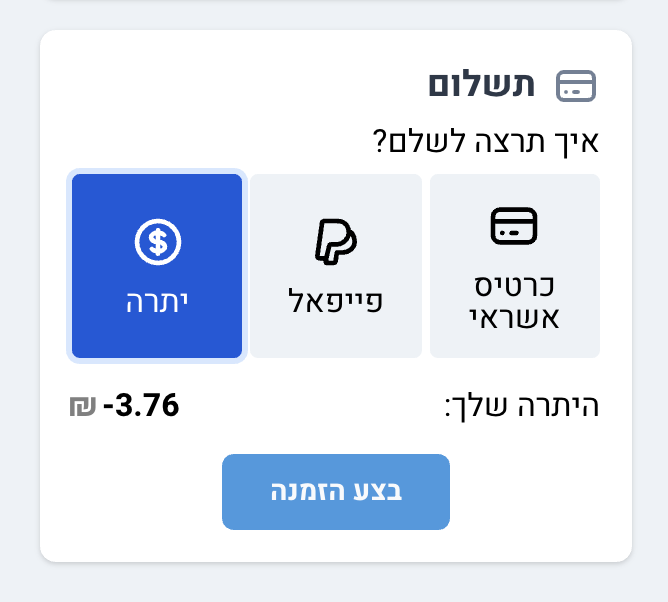 תשלום
איך תרצה לשלם?
כרטיס
אשראי
פייפאל
יתרה
היתרה שלך: -3.76 ₪
בצע הזמנה